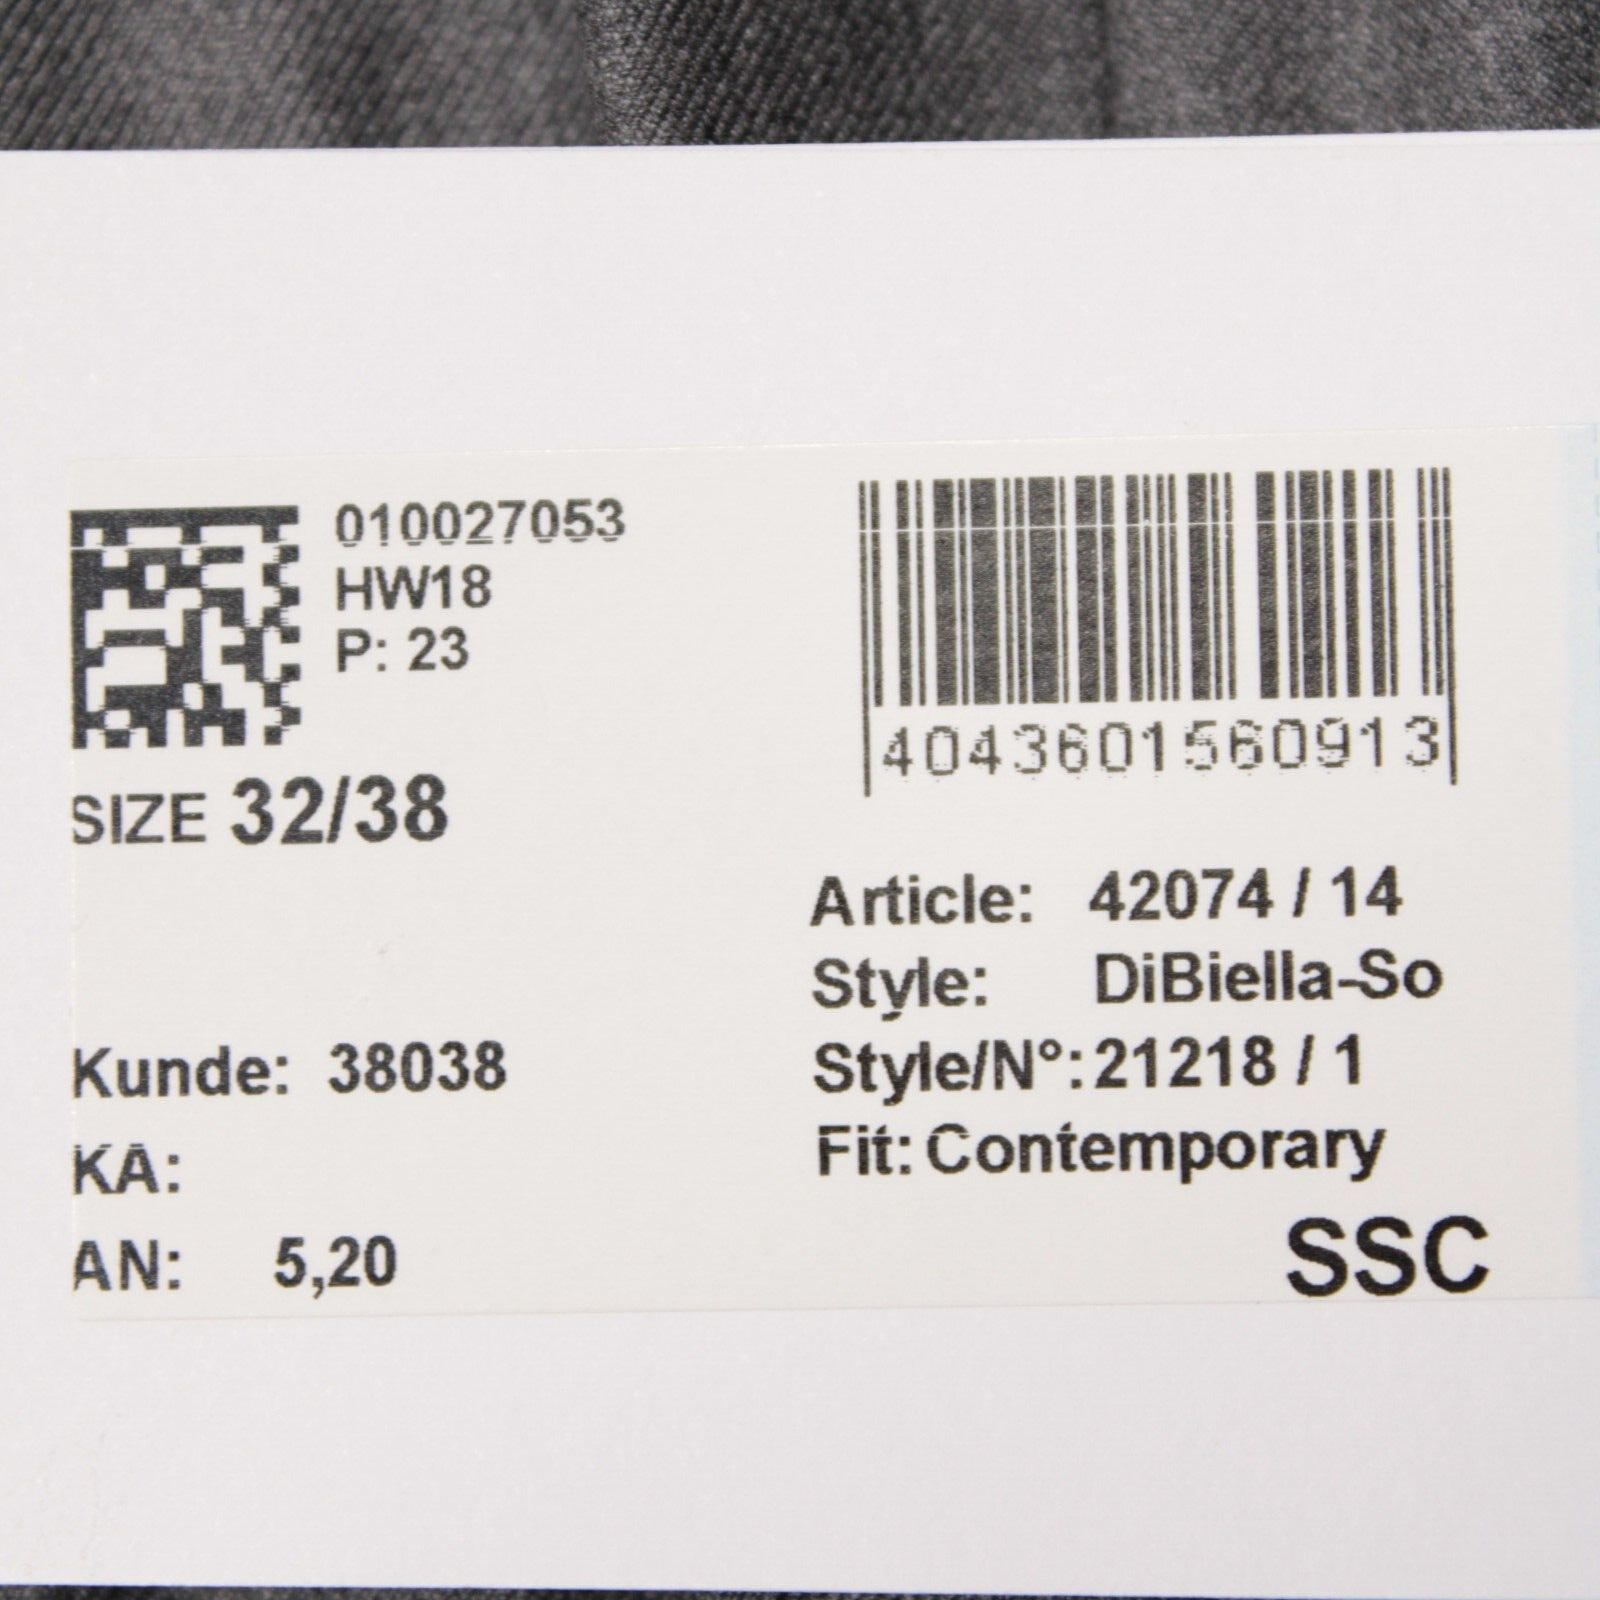 010027053
HW18
P: 23
SIZE 32/38
Kunde: 38038
KA:
AN: 5,20
4043601560913
Article: 42074 / 14
Style: DiBiella-So
Style/N°: 21218 / 1
Fit: Contemporary
SSC